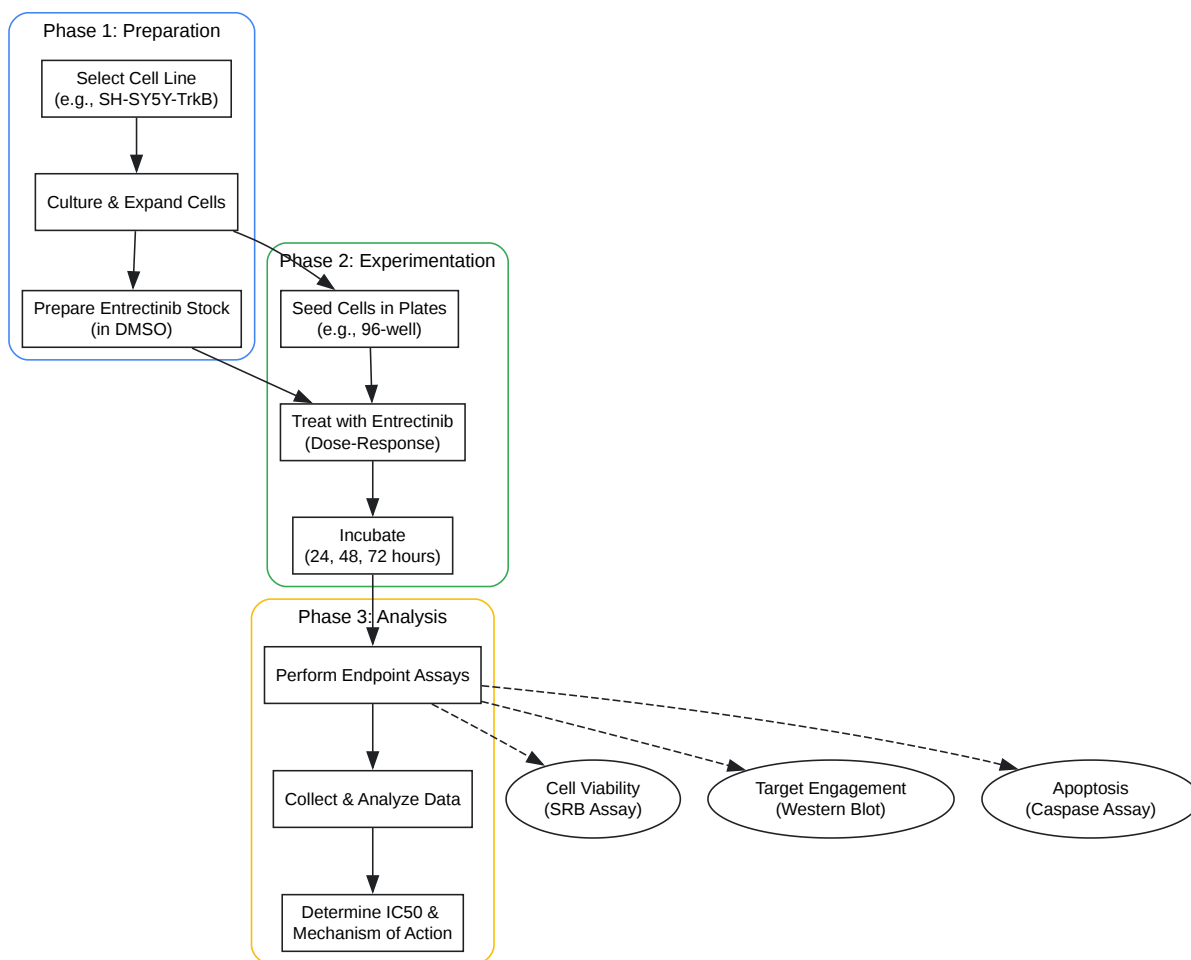 Phase 1: Preparation
Select Cell Line
(e.g., SH-SY5Y-TrkB)
Culture & Expand Cells
Prepare Entrectinib Stock
(in DMSO)
Phase 2: Experimentation
Seed Cells in Plates
(e.g., 96-well)
Treat with Entrectinib
(Dose-Response)
Incubate
(24, 48, 72 hours)
Phase 3: Analysis
Perform Endpoint Assays
Collect & Analyze Data
Cell Viability
(SRB Assay)
Target Engagement
(Western Blot)
Apoptosis
(Caspase Assay)
Determine IC50 &
Mechanism of Action